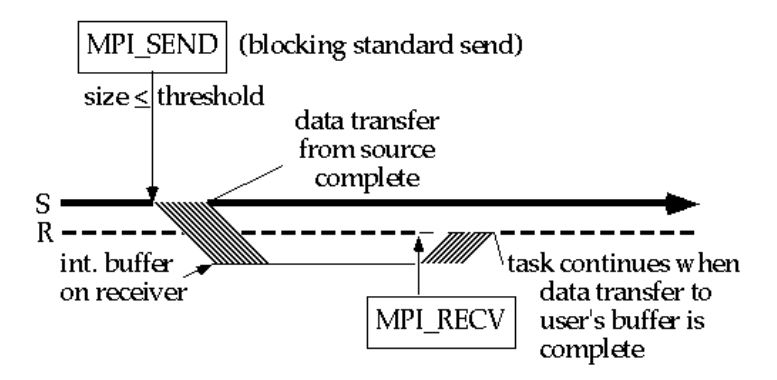 MPI_SEND (blocking standard send)
size ≤ threshold
data transfer
from source
complete
S
R
int. buffer
on receiver
MPI_RECV
task continues when
data transfer to
user's buffer is
complete